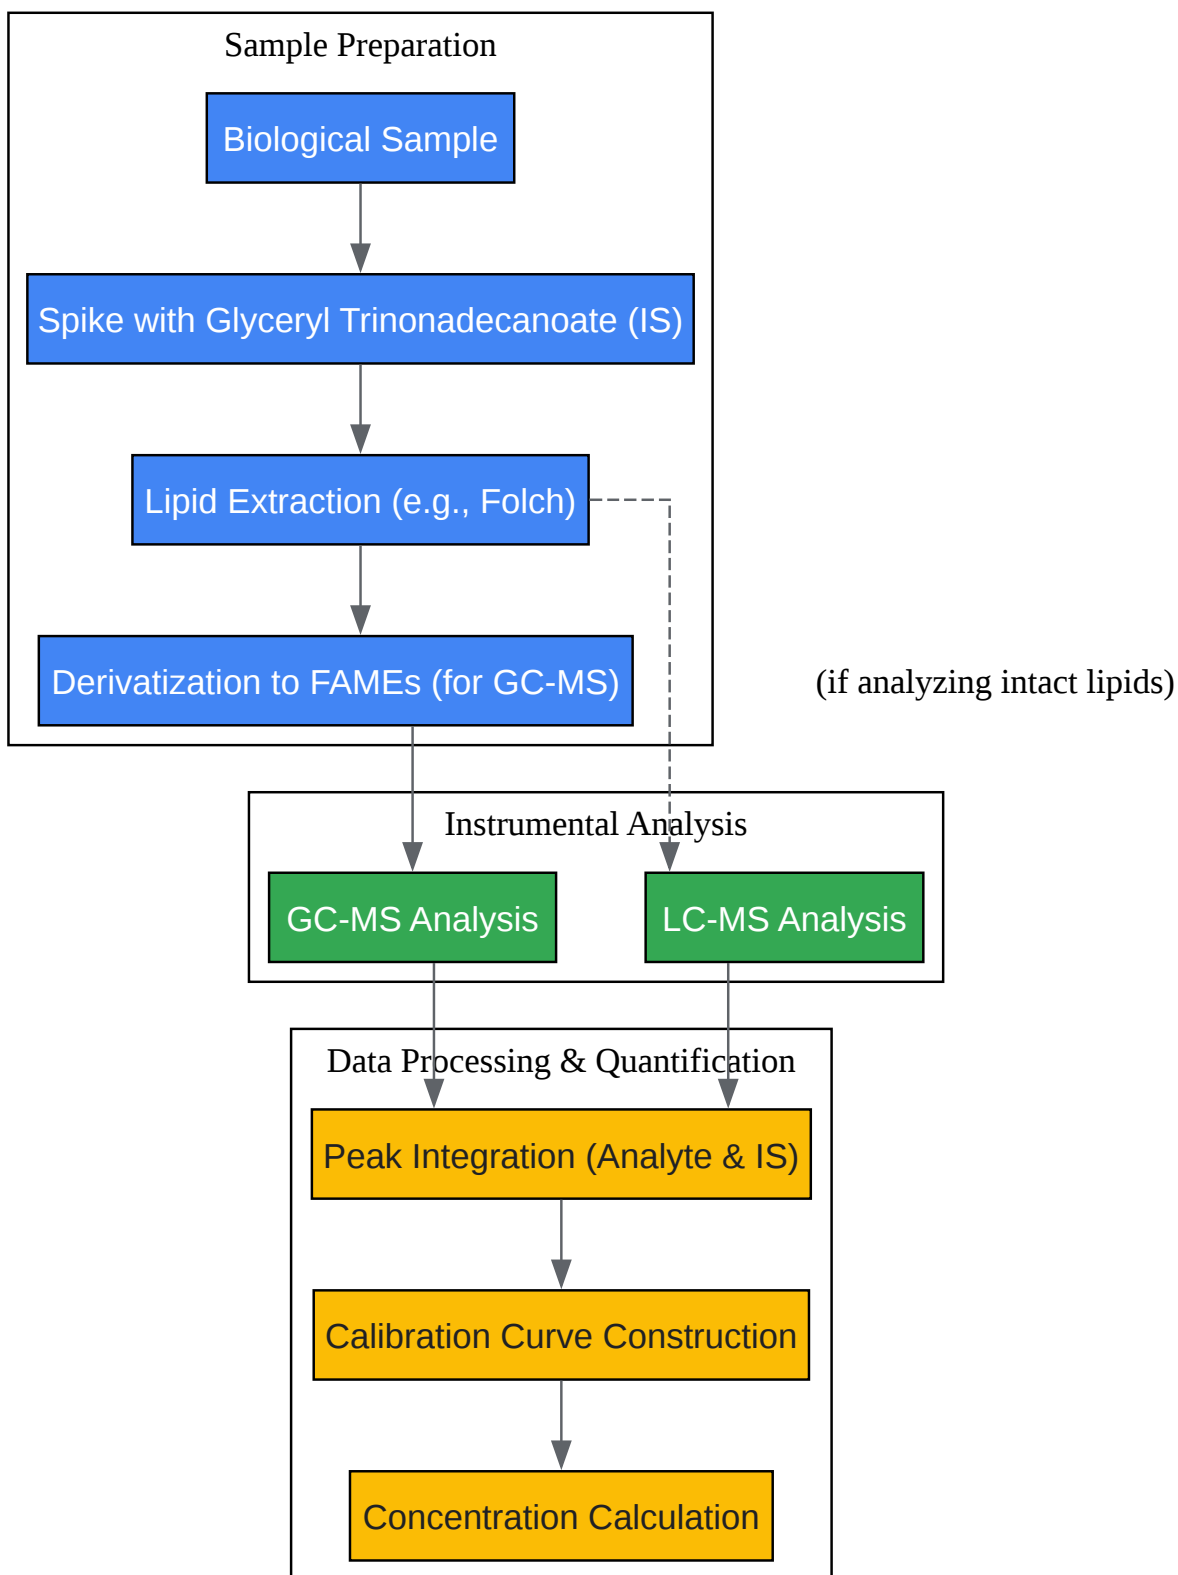 Sample Preparation
Biological Sample
Spike with Glyceryl Trinonadecanoate (IS)
Lipid Extraction (e.g., Folch)
Derivatization to FAMEs (for GC-MS)
(if analyzing intact lipids)
Instrumental Analysis
GC-MS Analysis
LC-MS Analysis
Data Processing & Quantification
Peak Integration (Analyte & IS)
Calibration Curve Construction
Concentration Calculation